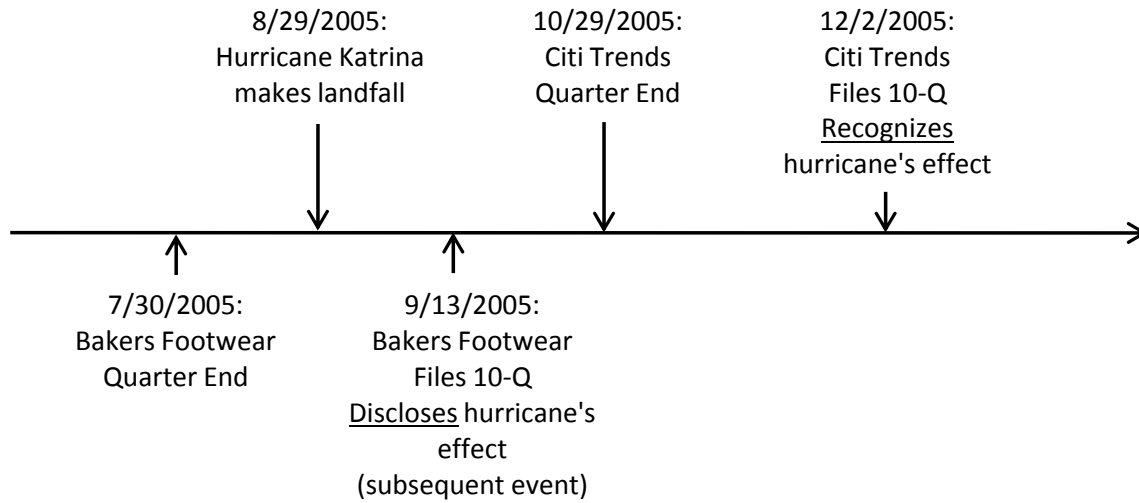 8/29/2005:
Hurricane Katrina
makes landfall
10/29/2005:
Citi Trends
Quarter End
12/2/2005:
Citi Trends
Files 10-Q
Recognizes
hurricane's effect
7/30/2005:
Bakers Footwear
Quarter End
9/13/2005:
Bakers Footwear
Files 10-Q
Discloses hurricane's
effect
(subsequent event)